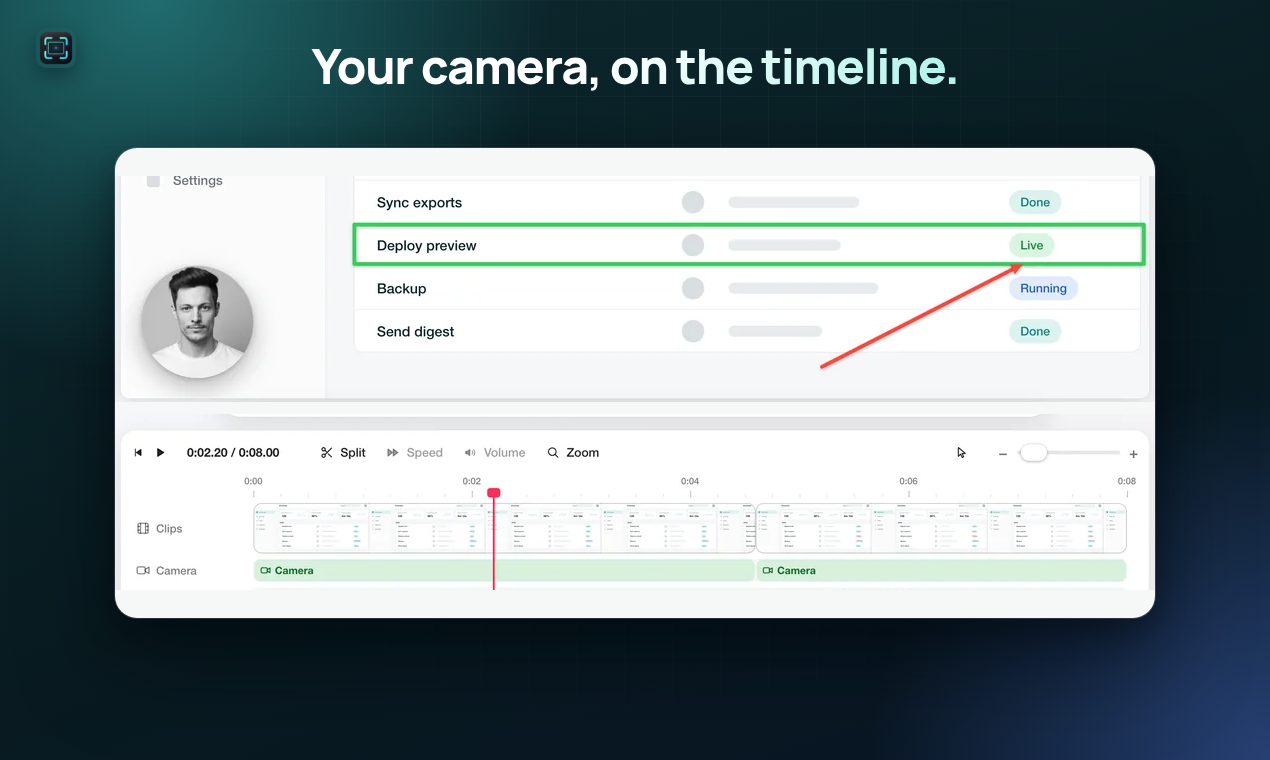 Your camera, on the timeline.
Settings
Sync exports Done
Deploy preview Live
Backup Running
Send digest Done
0:02.20 / 0:08.00 Split Speed Volume Zoom
0:00 0:02 0:04 0:06 0:08
Clips
Camera Camera Camera